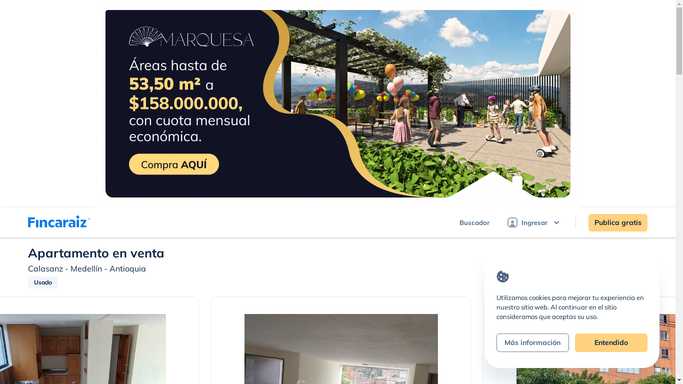 MARQUESA
Áreas hasta de
53,50 m² a
$158.000.000,
con cuota mensual
económica.
Compra AQUÍ
Fincaraiz
Buscador
Ingresar
Publica gratis
Apartamento en venta
Calasanz - Medellín - Antioquia
Usado
Utilizamos cookies para mejorar tu experiencia en
nuestro sitio web. Al continuar en el sitio
consideramos que aceptas su uso.
Más información
Entendido